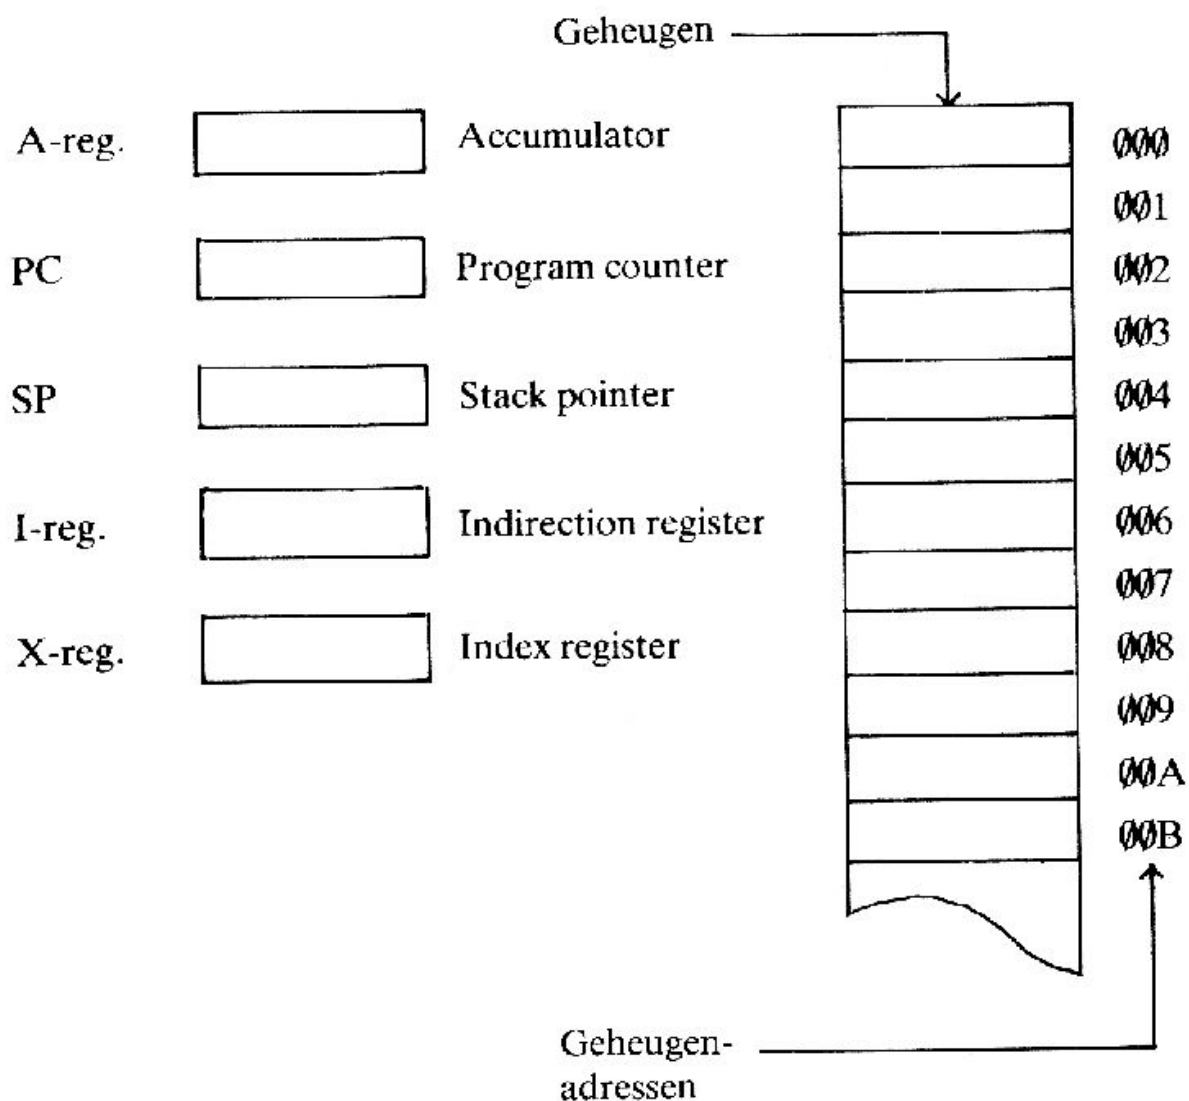 Geheugen
A-reg. Accumulator
PC Program counter
SP Stack pointer
I-reg. Indirection register
X-reg. Index register
000
001
002
003
004
005
006
007
008
009
00A
00B
Geheugen-
adressen